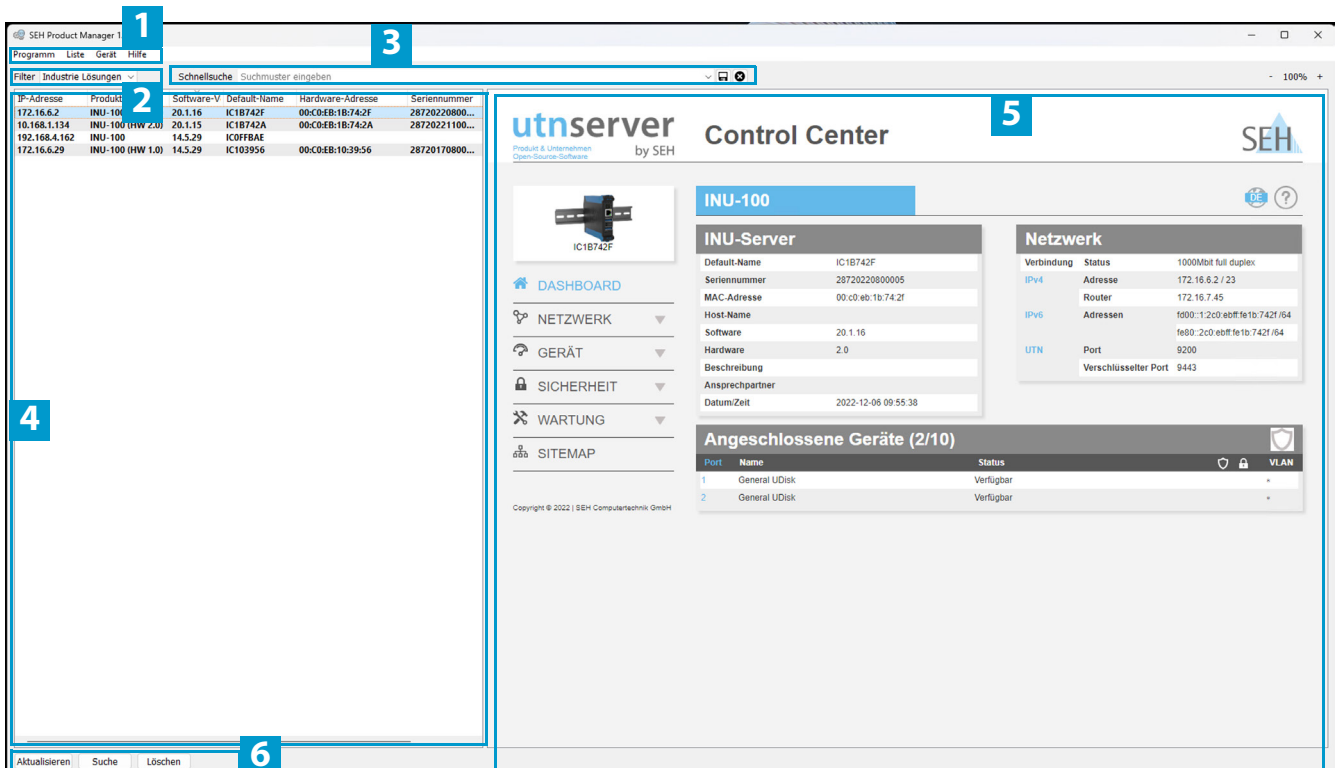 SEH Product Manager 1
1
Programm Liste Gerät Hilfe
3
Filter Industrie Lösungen
2
Schnellsuche Suchmuster eingeben
- 100% +
IP-Adresse Produkt Software-V Default-Name Hardware-Adresse Seriennummer
172.16.6.2 INU-100 20.1.16 IC1B742F 00:C0:EB:1B:74:2F 28720220800...
10.168.1.134 INU-100 (HW 2.0) 20.1.15 IC1B742A 00:C0:EB:1B:74:2A 28720221100...
192.168.4.162 INU-100 14.5.29 IC0FFBAE
172.16.6.29 INU-100 (HW 1.0) 14.5.29 IC103956 00:C0:EB:10:39:56 28720170800...
4
5
utnserver
Produkt & Unternehmen
Open-Source-Software
by SEH
Control Center
SEH
IC1B742F
DASHBOARD
NETZWERK
GERÄT
SICHERHEIT
WARTUNG
SITEMAP
Copyright © 2022 | SEH Computertechnik GmbH
INU-100
DE ?
INU-Server
Default-Name IC1B742F
Seriennummer 28720220800005
MAC-Adresse 00:c0:eb:1b:74:2f
Host-Name
Software 20.1.16
Hardware 2.0
Beschreibung
Ansprechpartner
Datum/Zeit 2022-12-06 09:55:38
Netzwerk
Verbindung Status 1000Mbit full duplex
IPv4 Adresse 172.16.6.2 / 23
Router 172.16.7.45
IPv6 Adressen fd00::1:2c0:ebff:fe1b:742f /64
fe80::2c0:ebff:fe1b:742f /64
UTN Port 9200
Verschlüsselter Port 9443
Angeschlossene Geräte (2/10)
Port Name Status VLAN
1 General UDisk Verfügbar *
2 General UDisk Verfügbar *
6
Aktualisieren Suche Löschen